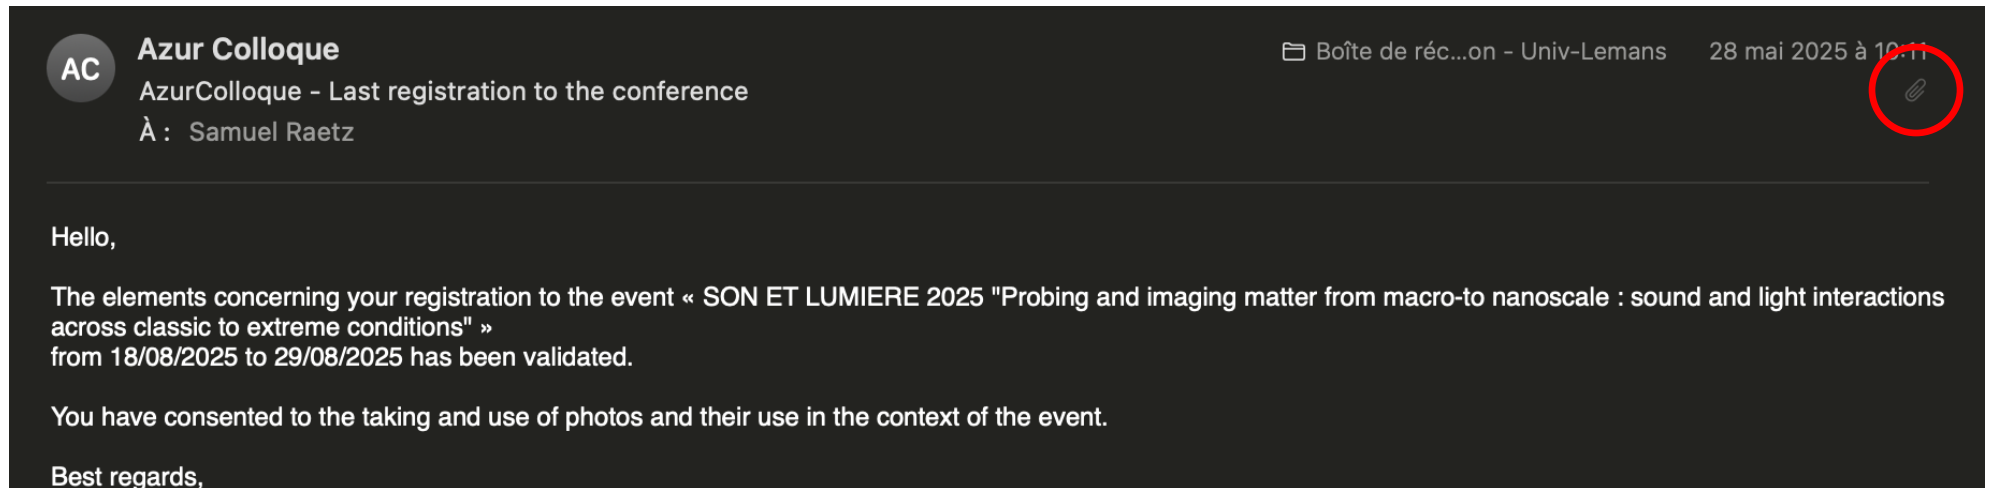 AC
Azur Colloque
Boîte de réc...on - Univ-Lemans
28 mai 2025 à 10:11
AzurColloque - Last registration to the conference
À : Samuel Raetz
Hello,
The elements concerning your registration to the event « SON ET LUMIERE 2025 "Probing and imaging matter from macro-to nanoscale : sound and light interactions
across classic to extreme conditions" »
from 18/08/2025 to 29/08/2025 has been validated.
You have consented to the taking and use of photos and their use in the context of the event.
Best regards,